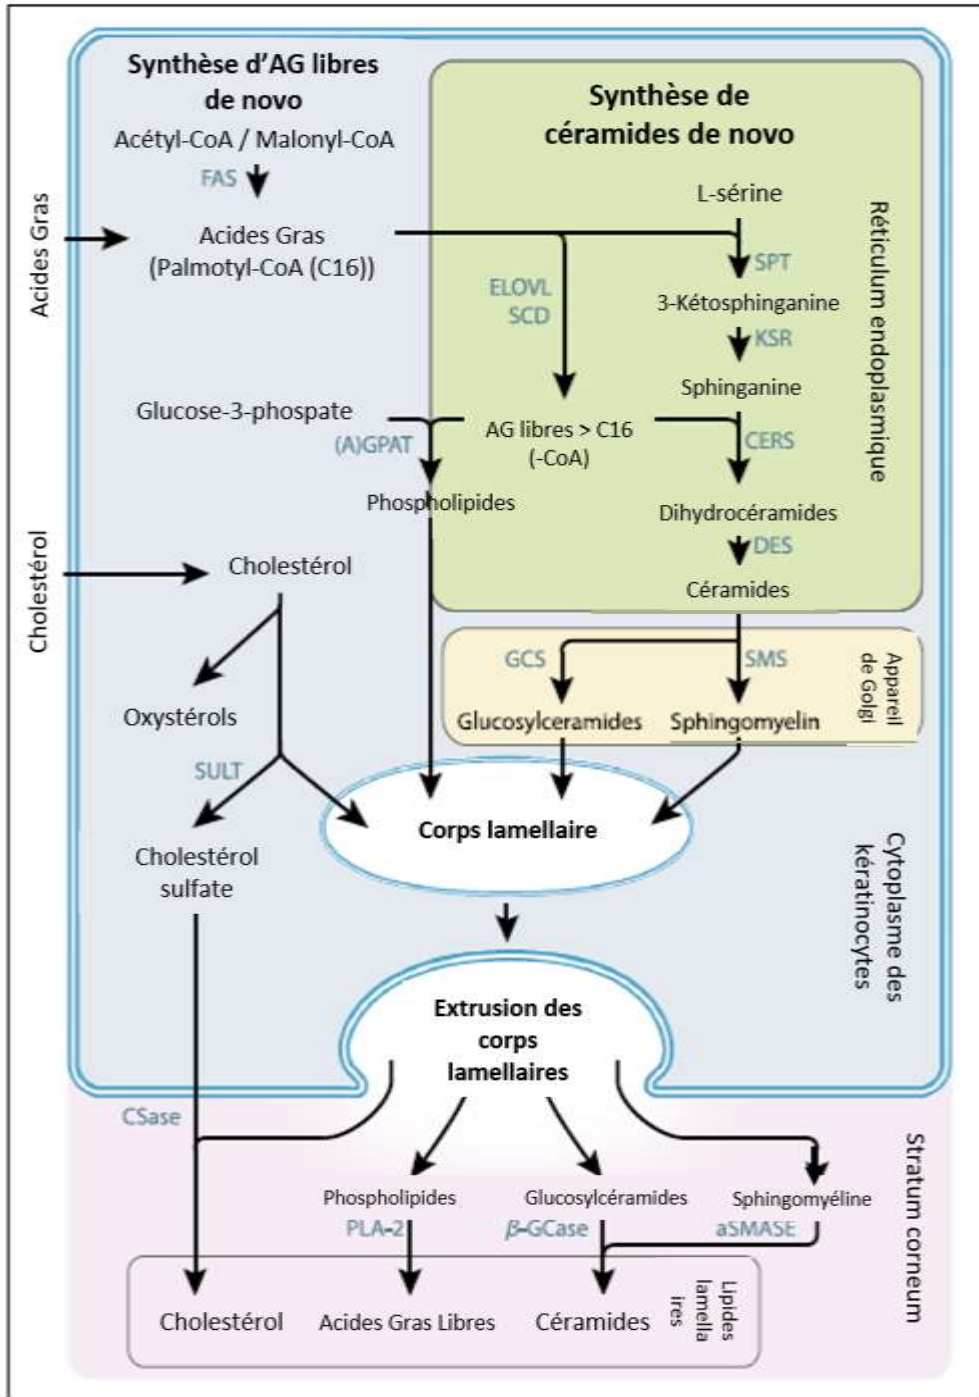 Synthèse d'AG libres
de novo
Acétyl-CoA / Malonyl-CoA
FAS
Acides Gras
Acides Gras
(Palmotyl-CoA (C16))
Synthèse de
céramides de novo
L-sérine
SPT
ELOVL
SCD
3-Kétosphinganine
KSR
Sphinganine
Réticulum endoplasmique
Glucose-3-phospate
(A)GPAT
AG libres > C16
(-CoA)
CERS
Phospholipides
Dihydrocéramides
DES
Céramides
Cholestérol
Cholestérol
Oxystérols
SULT
Cholestérol
sulfate
GCS
SMS
Glucosylceramides
Sphingomyelin
Appareil
de Golgi
Corps lamellaire
Cytoplasme des
kératinocytes
Extrusion des
corps
lamellaires
CSase
Stratum corneum
Phospholipides
Glucosylcéramides
Sphingomyéline
PLA-2
β-GCase
aSMASE
Cholestérol
Acides Gras Libres
Céramides
Lipides
lamella
ires